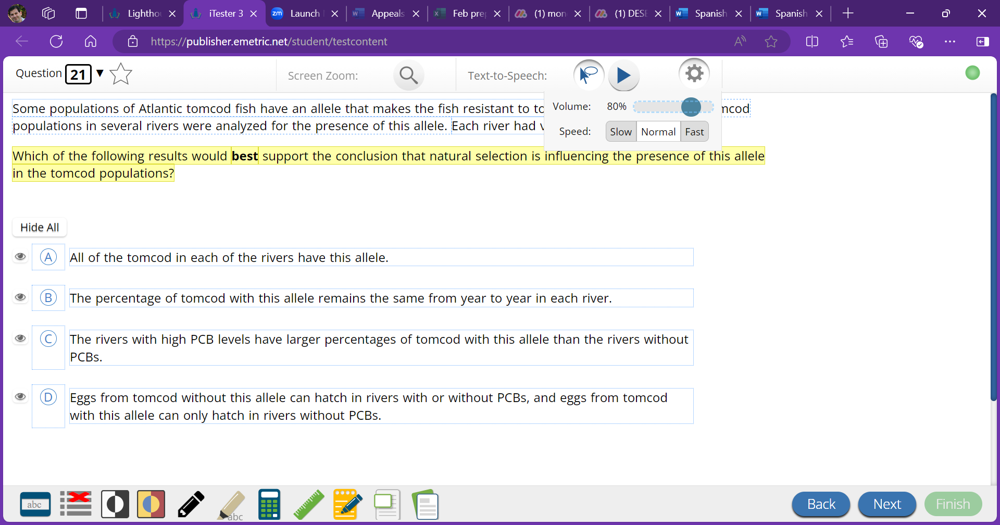 Lightho
iTester 3
zm
Launch
Appeals
Feb pre
(1) mon
(1) DESE
Spanish
Spanish
https://publisher.emetric.net/student/testcontent
Question 21
Screen Zoom:
Text-to-Speech:
Volume: 80%
Speed: Slow Normal Fast
Some populations of Atlantic tomcod fish have an allele that makes the fish resistant to to mcod
populations in several rivers were analyzed for the presence of this allele. Each river had v
Which of the following results would best support the conclusion that natural selection is influencing the presence of this allele
in the tomcod populations?
Hide All
A All of the tomcod in each of the rivers have this allele.
B The percentage of tomcod with this allele remains the same from year to year in each river.
C The rivers with high PCB levels have larger percentages of tomcod with this allele than the rivers without
PCBs.
D Eggs from tomcod without this allele can hatch in rivers with or without PCBs, and eggs from tomcod
with this allele can only hatch in rivers without PCBs.
abc
abc
Back
Next
Finish